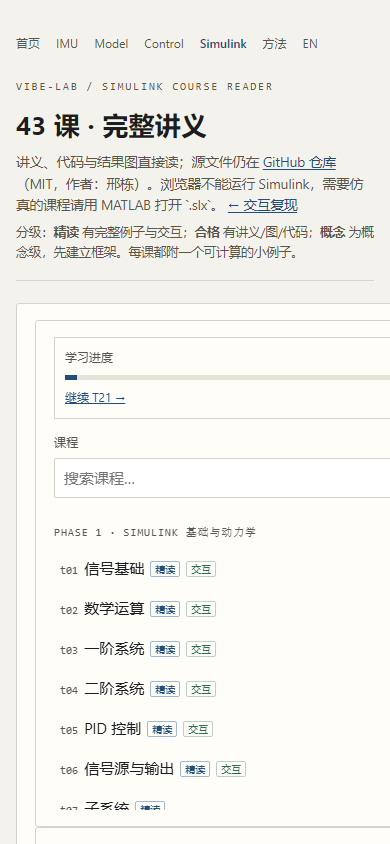 首页 IMU Model Control Simulink 方法 EN
VIBE-LAB / SIMULINK COURSE READER
43 课 · 完整讲义
讲义、代码与结果图直接读；源文件仍在 GitHub 仓库
（MIT，作者：邢栋）。浏览器不能运行 Simulink，需要仿
真的课程请用 MATLAB 打开 `.slx`。 ← 交互复现
分级：精读 有完整例子与交互；合格 有讲义/图/代码；概念 为概
念级，先建立框架。每课都附一个可计算的小例子。
学习进度
继续 T21 →
课程
搜索课程...
PHASE 1 · SIMULINK 基础与动力学
t01 信号基础 精读 交互
t02 数学运算 精读 交互
t03 一阶系统 精读 交互
t04 二阶系统 精读 交互
t05 PID 控制 精读 交互
t06 信号源与输出 精读 交互
t07 子系统 精读